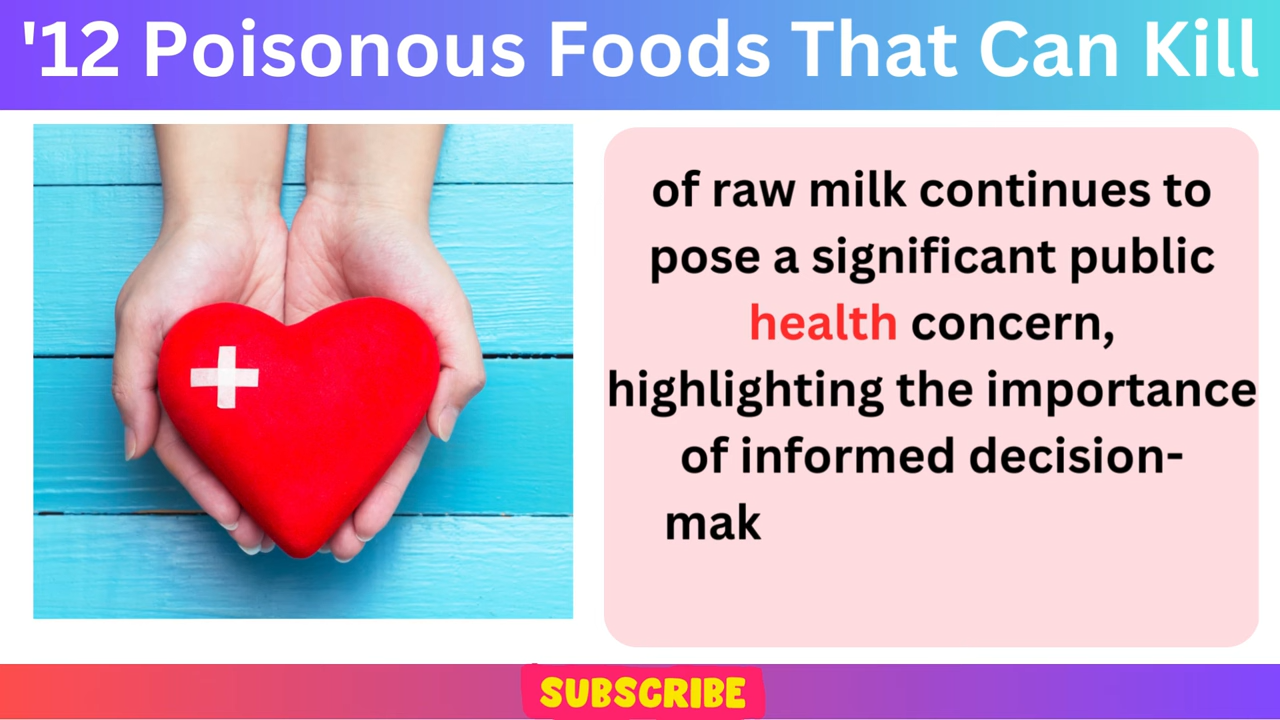 '12 Poisonous Foods That Can Kill
of raw milk continues to
pose a significant public
health concern,
highlighting the importance
of informed decision-
mak
SUBSCRIBE